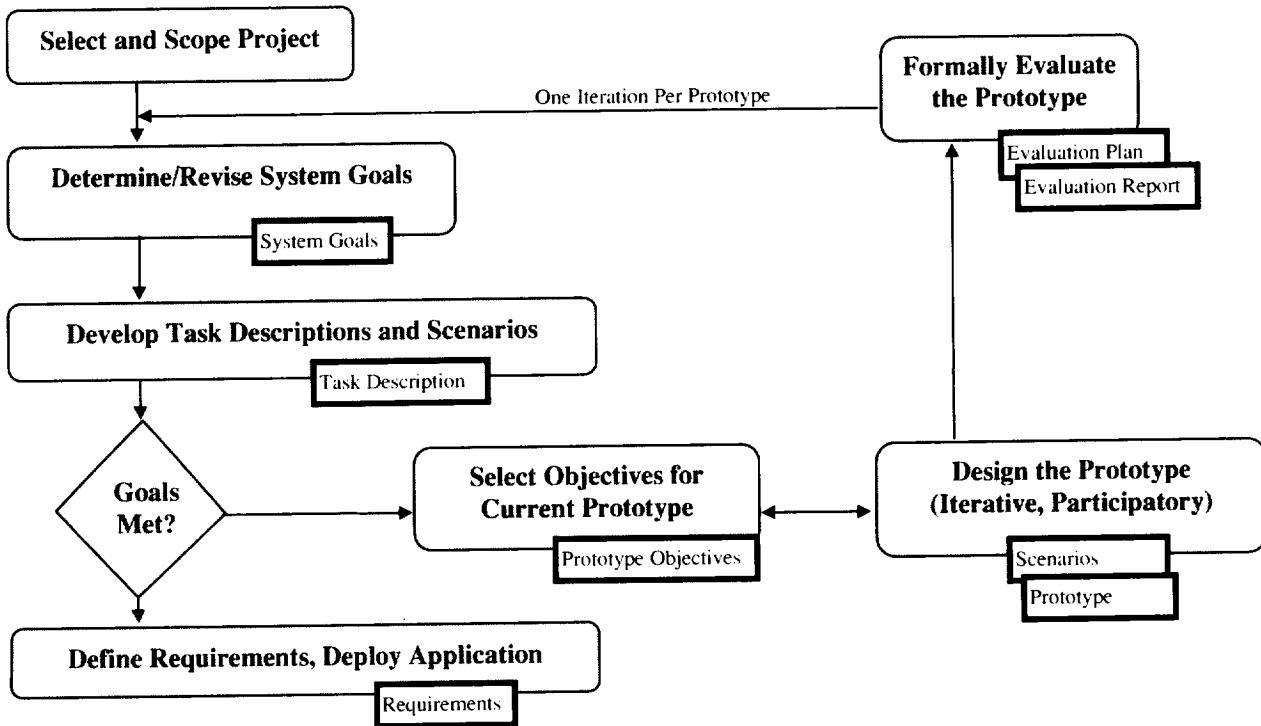 Select and Scope Project
Formally Evaluate
the Prototype
One Iteration Per Prototype
Evaluation Plan
Evaluation Report
Determine/Revise System Goals
System Goals
Develop Task Descriptions and Scenarios
Task Description
Goals
Met?
Select Objectives for
Current Prototype
Prototype Objectives
Design the Prototype
(Iterative, Participatory)
Scenarios
Prototype
Define Requirements, Deploy Application
Requirements